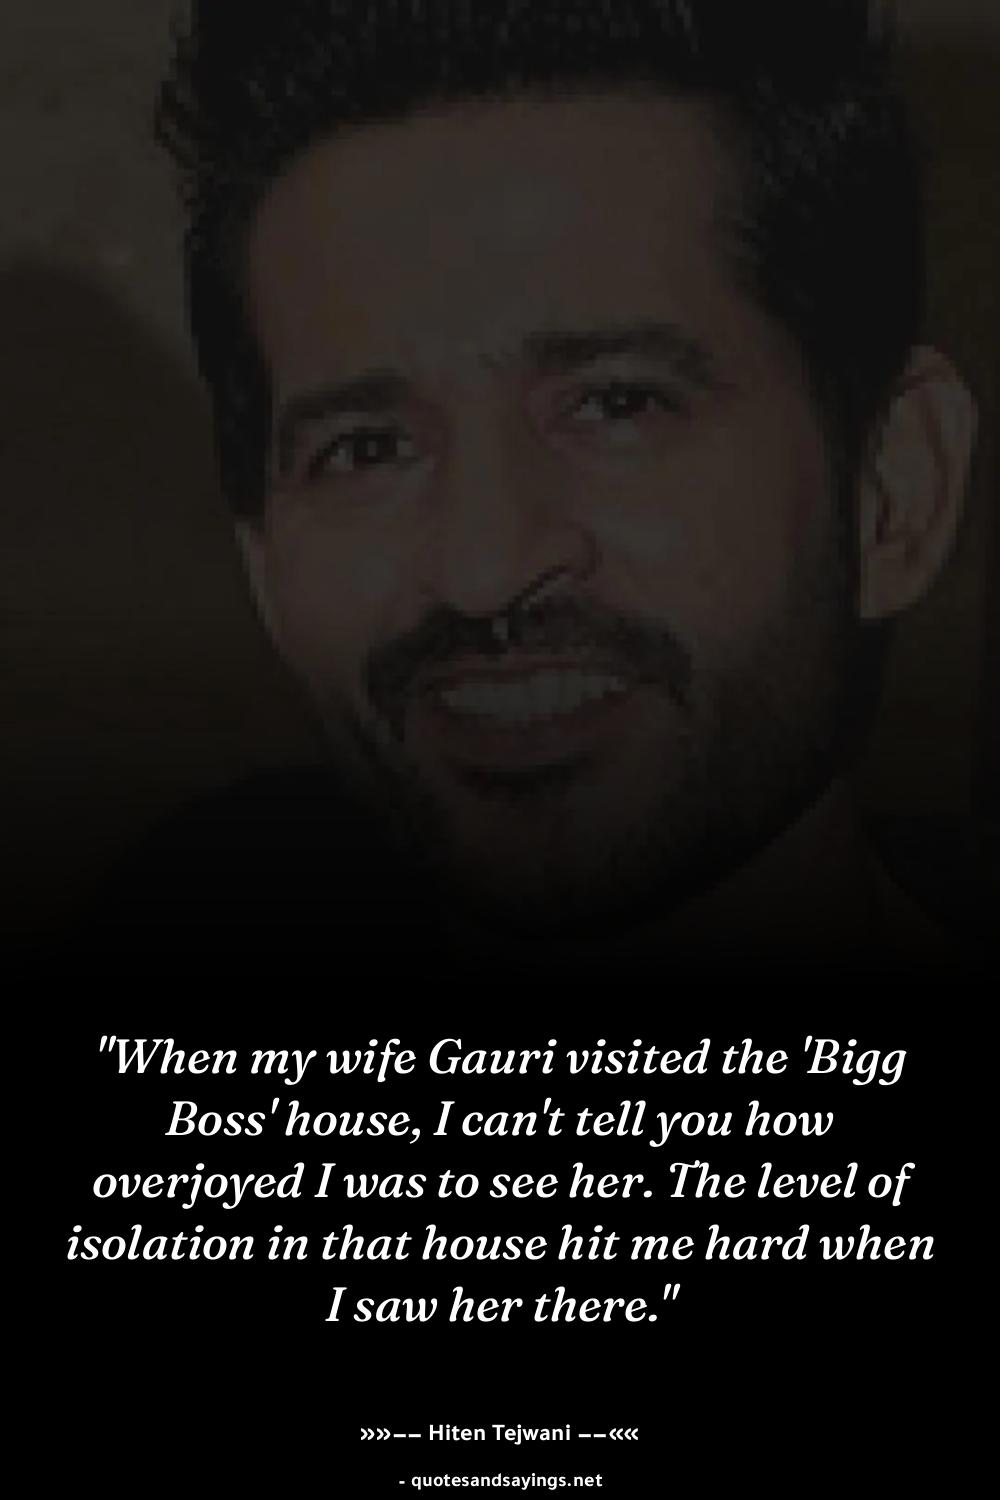 "When my wife Gauri visited the 'Bigg
Boss' house, I can't tell you how
overjoyed I was to see her. The level of
isolation in that house hit me hard when
I saw her there."
»»−− Hiten Tejwani −−««
- quotesandsayings.net